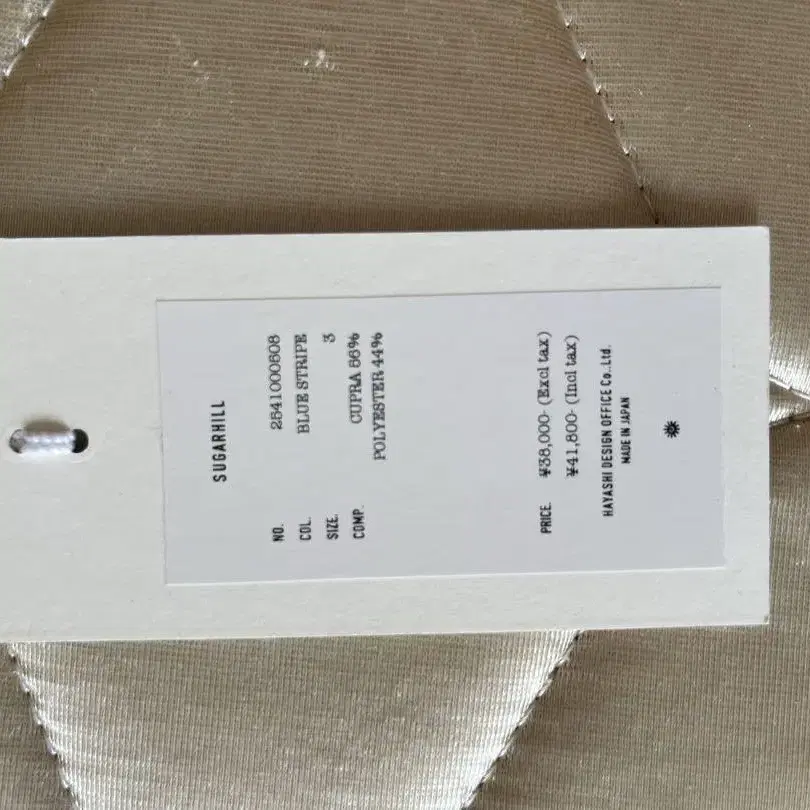 SUGARHILL
NO. 2541000808
COL. BLUE STRIPE
SIZE. 3
COMP. CUPRA 56%
POLYESTER 44%
PRICE. ¥38,000- (Excl tax)
¥41,800- (Incl tax)
HAYASHI DESIGN OFFICE Co.,Ltd.
MADE IN JAPAN